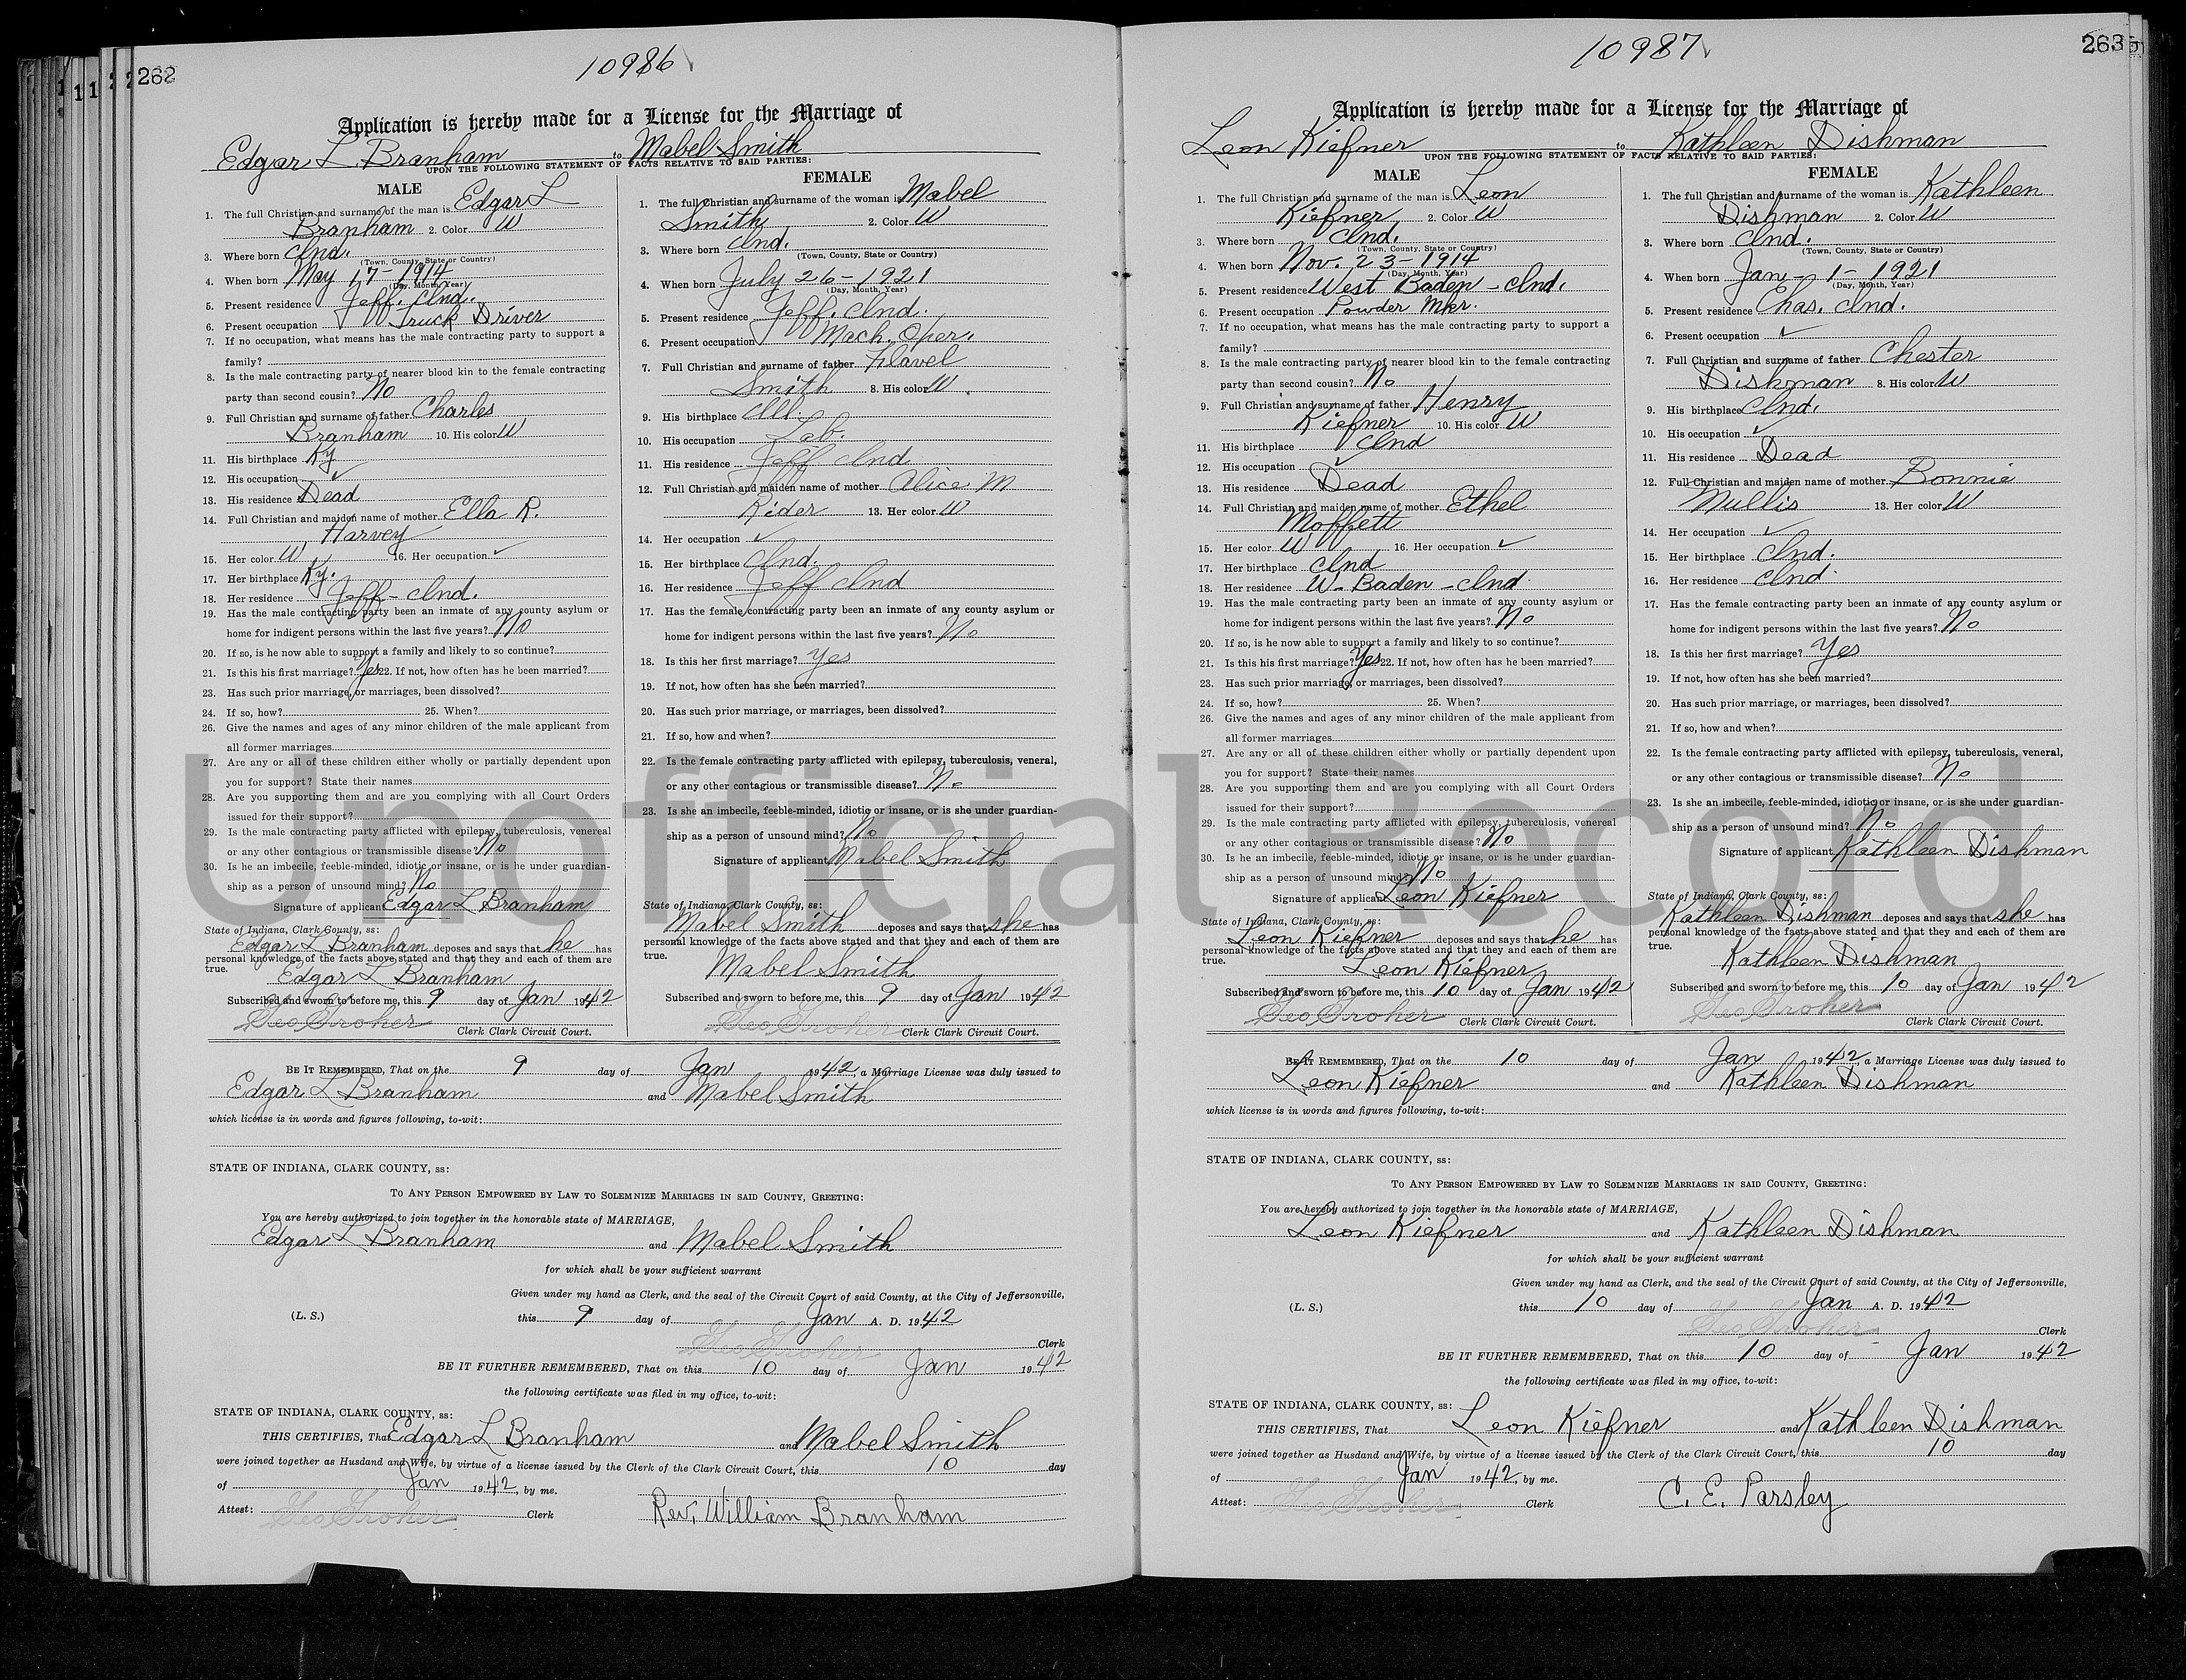 262
10986
Application is hereby made for a License for the Marriage of
Edgar L Branham to Mabel Smith
UPON THE FOLLOWING STATEMENT OF FACTS RELATIVE TO SAID PARTIES:
MALE
1. The full Christian and surname of the man is Edgar L
Branham 2. Color W
3. Where born Ind.
(Town, County, State or Country)
4. When born May 17 - 1914
(Day, Month, Year)
5. Present residence Jeff. Ind.
6. Present occupation Truck Driver
7. If no occupation, what means has the male contracting party to support a
family?
8. Is the male contracting party of nearer blood kin to the female contracting
party than second cousin? No
9. Full Christian and surname of father Charles
Branham 10. His color W
11. His birthplace Ky
12. His occupation ✓
13. His residence Dead
14. Full Christian and maiden name of mother Ella R.
Harvey
15. Her color W 16. Her occupation ✓
17. Her birthplace Ky.
18. Her residence Jeff - Ind.
19. Has the male contracting party been an inmate of any county asylum or
home for indigent persons within the last five years? No
20. If so, is he now able to support a family and likely to so continue?
21. Is this his first marriage? Yes 22. If not, how often has he been married?
23. Has such prior marriage, or marriages, been dissolved?
24. If so, how? 25. When?
26. Give the names and ages of any minor children of the male applicant from
all former marriages
27. Are any or all of these children either wholly or partially dependent upon
you for support? State their names
28. Are you supporting them and are you complying with all Court Orders
issued for their support?
29. Is the male contracting party afflicted with epilepsy, tuberculosis, venereal
or any other contagious or transmissible disease? No
30. Is he an imbecile, feeble-minded, idiotic or insane, or is he under guardian-
ship as a person of unsound mind? No
Signature of applicant Edgar L Branham
State of Indiana, Clark County, ss:
Edgar L Branham deposes and says that he has
personal knowledge of the facts above stated and that they and each of them are
true.
Edgar L Branham
Subscribed and sworn to before me, this 9 day of Jan 1942
Geo Groher Clerk Clark Circuit Court.
FEMALE
1. The full Christian and surname of the woman is Mabel
Smith 2. Color W
3. Where born Ind.
(Town, County, State or Country)
4. When born July 26 - 1921
(Day, Month, Year)
5. Present residence Jeff. Ind.
6. Present occupation Mach. Oper.
7. Full Christian and surname of father Flavel
Smith 8. His color W
9. His birthplace Ill.
10. His occupation Lab.
11. His residence Jeff Ind
12. Full Christian and maiden name of mother Alice M
Rider 13. Her color W
14. Her occupation ✓
15. Her birthplace Ind.
16. Her residence Jeff Ind
17. Has the female contracting party been an inmate of any county asylum or
home for indigent persons within the last five years? No
18. Is this her first marriage? Yes
19. If not, how often has she been married?
20. Has such prior marriage, or marriages, been dissolved?
21. If so, how and when?
22. Is the female contracting party afflicted with epilepsy, tuberculosis, veneral,
or any other contagious or transmissible disease? No
23. Is she an imbecile, feeble-minded, idiotic or insane, or is she under guardian-
ship as a person of unsound mind? No
Signature of applicant Mabel Smith
State of Indiana, Clark County, ss:
Mabel Smith deposes and says that she has
personal knowledge of the facts above stated and that they and each of them are
true.
Mabel Smith
Subscribed and sworn to before me, this 9 day of Jan 1942
Geo Groher Clerk Clark Circuit Court.
BE IT REMEMBERED, That on the 9 day of Jan 1942, a Marriage License was duly issued to
Edgar L Branham and Mabel Smith
which license is in words and figures following, to-wit:
STATE OF INDIANA, CLARK COUNTY, ss:
TO ANY PERSON EMPOWERED BY LAW TO SOLEMNIZE MARRIAGES IN SAID COUNTY, GREETING:
You are hereby authorized to join together in the honorable state of MARRIAGE,
Edgar L Branham and Mabel Smith
for which shall be your sufficient warrant
Given under my hand as Clerk, and the seal of the Circuit Court of said County, at the City of Jeffersonville,
(L. S.) this 9 day of Jan A. D. 1942
Geo Groher Clerk
BE IT FURTHER REMEMBERED, That on this 10 day of Jan 1942
the following certificate was filed in my office, to-wit:
STATE OF INDIANA, CLARK COUNTY, ss:
THIS CERTIFIES, That Edgar L Branham and Mabel Smith
were joined together as Husband and Wife, by virtue of a license issued by the Clerk of the Clark Circuit Court, this 10 day
of Jan 1942, by me.
Attest: Geo Groher Clerk Rev. William Branham
263
10987
Application is hereby made for a License for the Marriage of
Leon Kiefner to Kathleen Dishman
UPON THE FOLLOWING STATEMENT OF FACTS RELATIVE TO SAID PARTIES:
MALE
1. The full Christian and surname of the man is Leon
Kiefner 2. Color W
3. Where born Ind.
(Town, County, State or Country)
4. When born Nov. 23 - 1914
(Day, Month, Year)
5. Present residence West Baden - Ind.
6. Present occupation Powder Mkr.
7. If no occupation, what means has the male contracting party to support a
family?
8. Is the male contracting party of nearer blood kin to the female contracting
party than second cousin? No
9. Full Christian and surname of father Henry
Kiefner 10. His color W
11. His birthplace Ind
12. His occupation ✓
13. His residence Dead
14. Full Christian and maiden name of mother Ethel
Moffett
15. Her color W 16. Her occupation ✓
17. Her birthplace Ind
18. Her residence W - Baden - Ind.
19. Has the male contracting party been an inmate of any county asylum or
home for indigent persons within the last five years? No
20. If so, is he now able to support a family and likely to so continue?
21. Is this his first marriage? Yes 22. If not, how often has he been married?
23. Has such prior marriage, or marriages, been dissolved?
24. If so, how? 25. When?
26. Give the names and ages of any minor children of the male applicant from
all former marriages
27. Are any or all of these children either wholly or partially dependent upon
you for support? State their names
28. Are you supporting them and are you complying with all Court Orders
issued for their support?
29. Is the male contracting party afflicted with epilepsy, tuberculosis, venereal
or any other contagious or transmissible disease? No
30. Is he an imbecile, feeble-minded, idiotic or insane, or is he under guardian-
ship as a person of unsound mind? No
Signature of applicant Leon Kiefner
State of Indiana, Clark County, ss:
Leon Kiefner deposes and says that he has
personal knowledge of the facts above stated and that they and each of them are
true.
Leon Kiefner
Subscribed and sworn to before me, this 10 day of Jan 1942
Geo Groher Clerk Clark Circuit Court.
FEMALE
1. The full Christian and surname of the woman is Kathleen
Dishman 2. Color W
3. Where born Ind.
(Town, County, State or Country)
4. When born Jan - 1 - 1921
(Day, Month, Year)
5. Present residence Chas. Ind.
6. Present occupation ✓
7. Full Christian and surname of father Chester
Dishman 8. His color W
9. His birthplace Ind.
10. His occupation ✓
11. His residence Dead
12. Full Christian and maiden name of mother Bonnie
Mullis 13. Her color W
14. Her occupation ✓
15. Her birthplace Ind.
16. Her residence Ind.
17. Has the female contracting party been an inmate of any county asylum or
home for indigent persons within the last five years? No
18. Is this her first marriage? Yes
19. If not, how often has she been married?
20. Has such prior marriage, or marriages, been dissolved?
21. If so, how and when?
22. Is the female contracting party afflicted with epilepsy, tuberculosis, veneral,
or any other contagious or transmissible disease? No
23. Is she an imbecile, feeble-minded, idiotic or insane, or is she under guardian-
ship as a person of unsound mind? No
Signature of applicant Kathleen Dishman
State of Indiana, Clark County, ss:
Kathleen Dishman deposes and says that she has
personal knowledge of the facts above stated and that they and each of them are
true.
Kathleen Dishman
Subscribed and sworn to before me, this 10 day of Jan 1942
Geo Groher Clerk Clark Circuit Court.
BE IT REMEMBERED, That on the 10 day of Jan 1942, a Marriage License was duly issued to
Leon Kiefner and Kathleen Dishman
which license is in words and figures following, to-wit:
STATE OF INDIANA, CLARK COUNTY, ss:
TO ANY PERSON EMPOWERED BY LAW TO SOLEMNIZE MARRIAGES IN SAID COUNTY, GREETING:
You are hereby authorized to join together in the honorable state of MARRIAGE,
Leon Kiefner and Kathleen Dishman
for which shall be your sufficient warrant
Given under my hand as Clerk, and the seal of the Circuit Court of said County, at the City of Jeffersonville,
(L. S.) this 10 day of Jan A. D. 1942
Geo Groher Clerk
BE IT FURTHER REMEMBERED, That on this 10 day of Jan 1942
the following certificate was filed in my office, to-wit:
STATE OF INDIANA, CLARK COUNTY, ss:
THIS CERTIFIES, That Leon Kiefner and Kathleen Dishman
were joined together as Husband and Wife, by virtue of a license issued by the Clerk of the Clark Circuit Court, this 10 day
of Jan 1942, by me.
Attest: Geo Groher Clerk C. E. Parsley
Unofficial Record